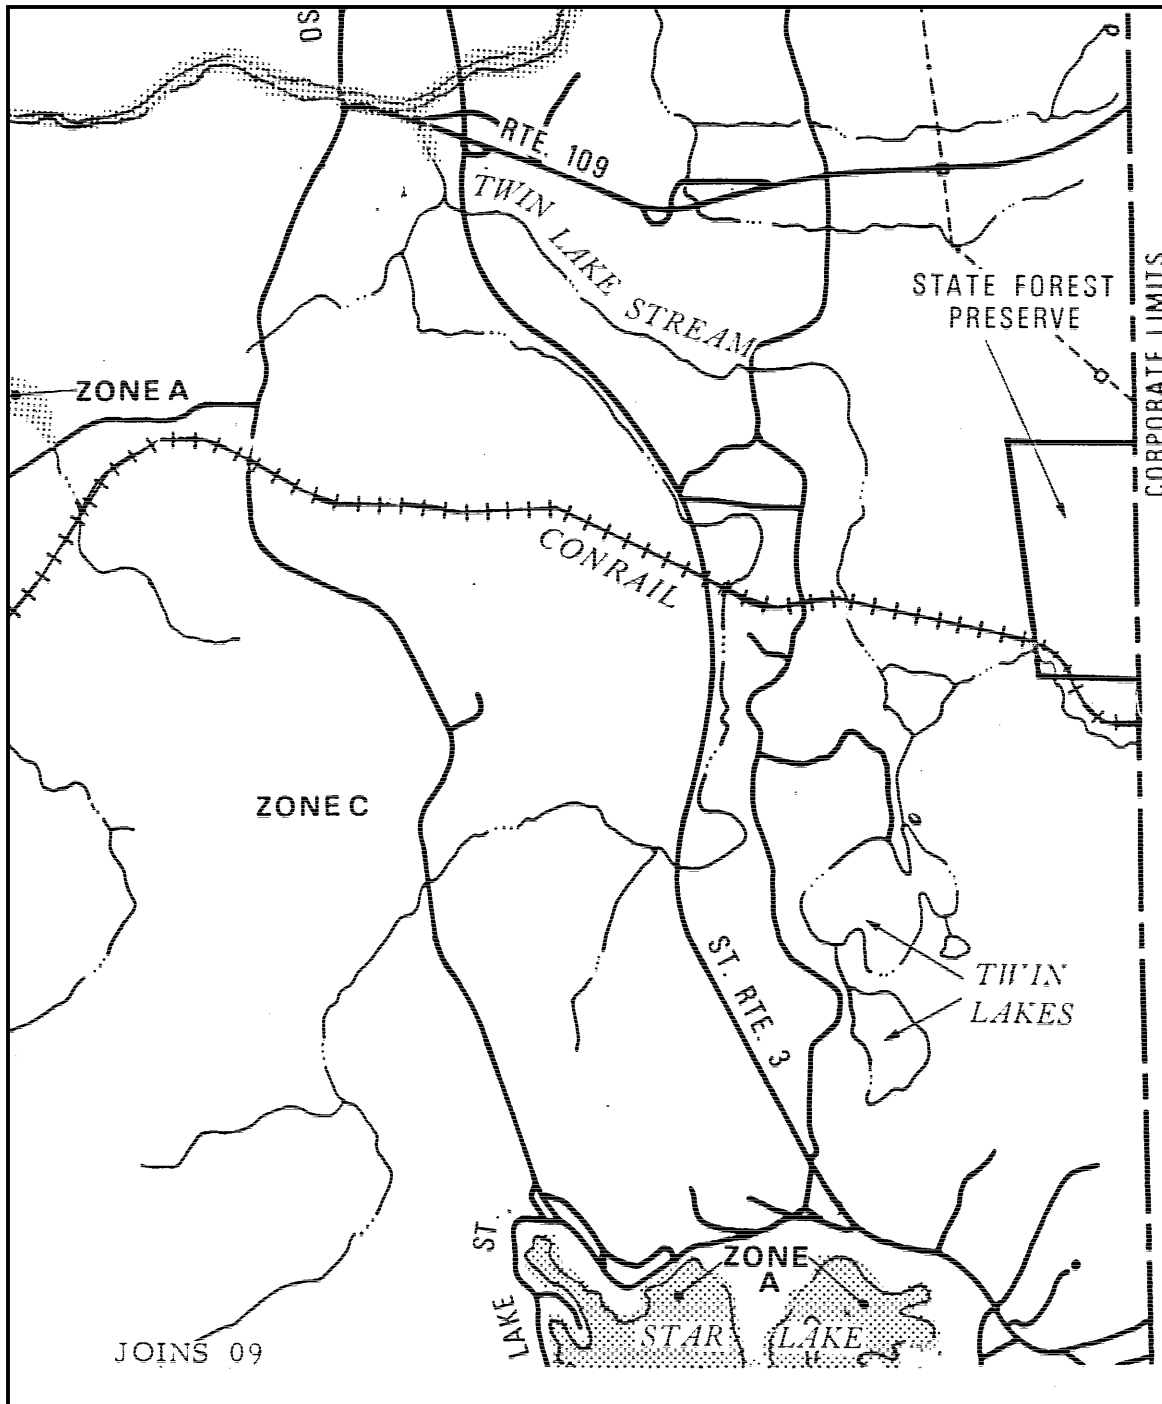 SO
RTE. 109
TWIN LAKE STREAM
STATE FOREST
PRESERVE
CORPORATE LIMITS
ZONE A
CONRAIL
ZONE C
ST. RTE. 3
TWIN
LAKES
LAKE ST.
ZONE
A
STAR LAKE
JOINS 09